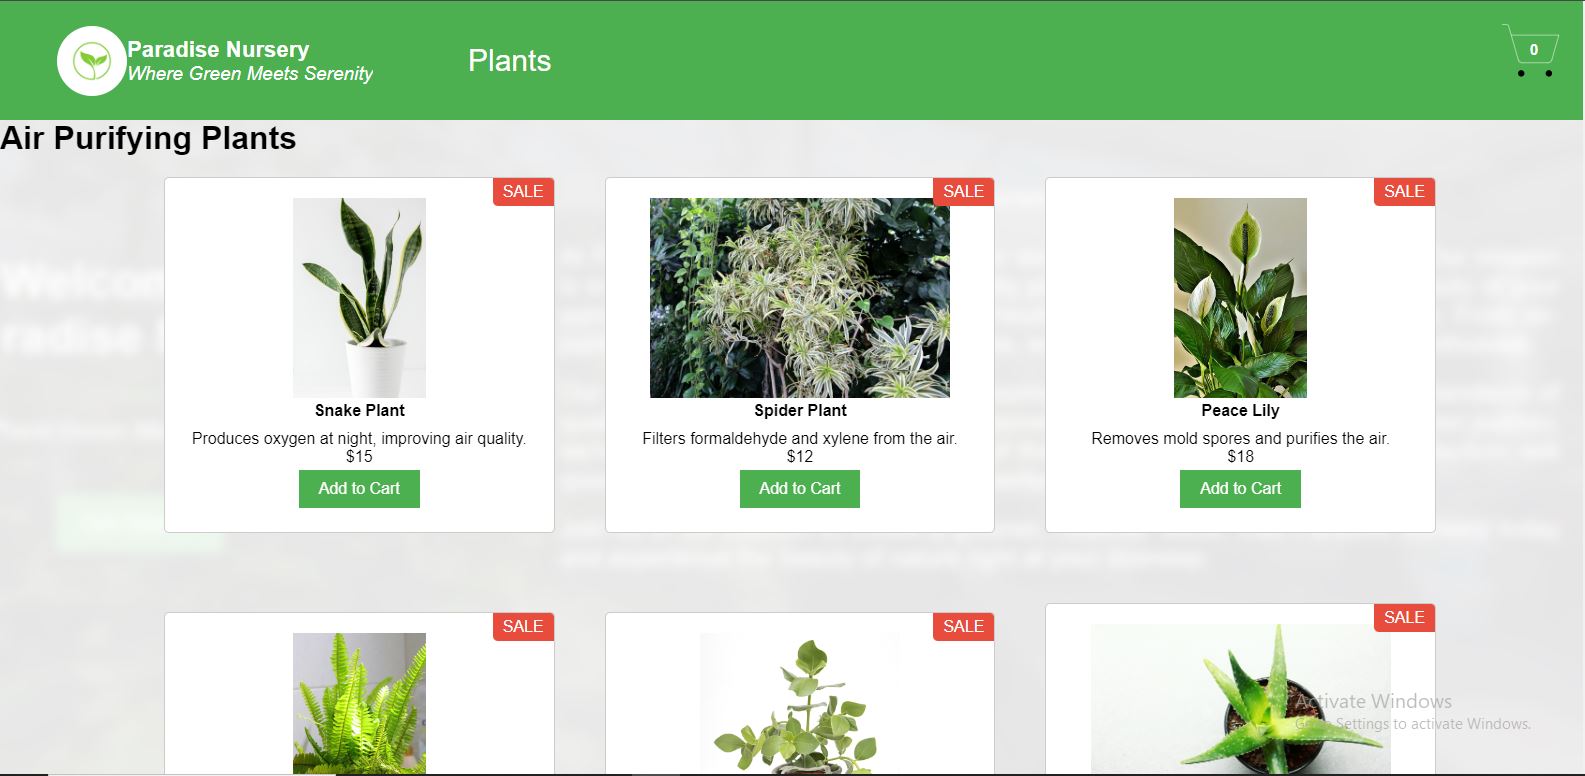 Paradise Nursery
Where Green Meets Serenity
Plants
0
Air Purifying Plants
SALE
SALE
SALE
Snake Plant
Produces oxygen at night, improving air quality.
$15
Add to Cart
Spider Plant
Filters formaldehyde and xylene from the air.
$12
Add to Cart
Peace Lily
Removes mold spores and purifies the air.
$18
Add to Cart
SALE
SALE
SALE
Activate Windows
Go to Settings to activate Windows.